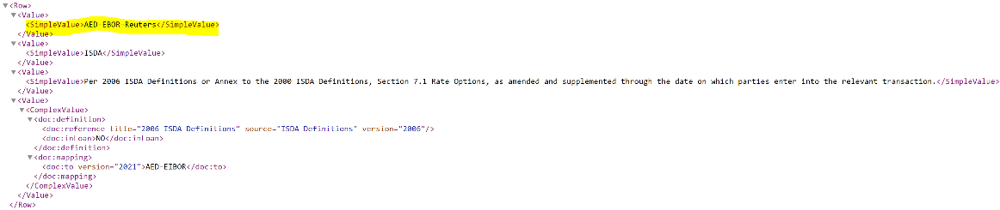 ▼<Row>
▼<Value>
<SimpleValue>AED-EBOR-Reuters</SimpleValue>
</Value>
▼<Value>
<SimpleValue>ISDA</SimpleValue>
</Value>
▼<Value>
<SimpleValue>Per 2006 ISDA Definitions or Annex to the 2000 ISDA Definitions, Section 7.1 Rate Options, as amended and supplemented through the date on which parties enter into the relevant transaction.</SimpleValue>
</Value>
▼<Value>
▼<ComplexValue>
▼<doc:definition>
<doc:reference title="2006 ISDA Definitions" source="ISDA Definitions" version="2006"/>
<doc:inLoan>NO</doc:inLoan>
</doc:definition>
▼<doc:mapping>
<doc:to version="2021">AED-EIBOR</doc:to>
</doc:mapping>
</ComplexValue>
</Value>
</Row>